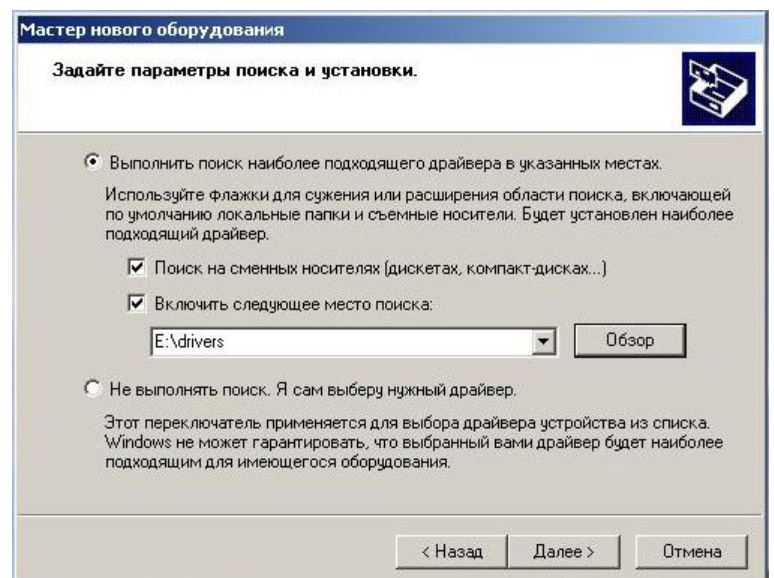 Мастер нового оборудования
Задайте параметры поиска и установки.
Выполнить поиск наиболее подходящего драйвера в указанных местах.
Используйте флажки для сужения или расширения области поиска, включающей
по умолчанию локальные папки и съемные носители. Будет установлен наиболее
подходящий драйвер.
Поиск на сменных носителях (дискетах, компакт-дисках...)
Включить следующее место поиска:
E:\drivers
Обзор
Не выполнять поиск. Я сам выберу нужный драйвер.
Этот переключатель применяется для выбора драйвера устройства из списка.
Windows не может гарантировать, что выбранный вами драйвер будет наиболее
подходящим для имеющегося оборудования.
< Назад Далее > Отмена